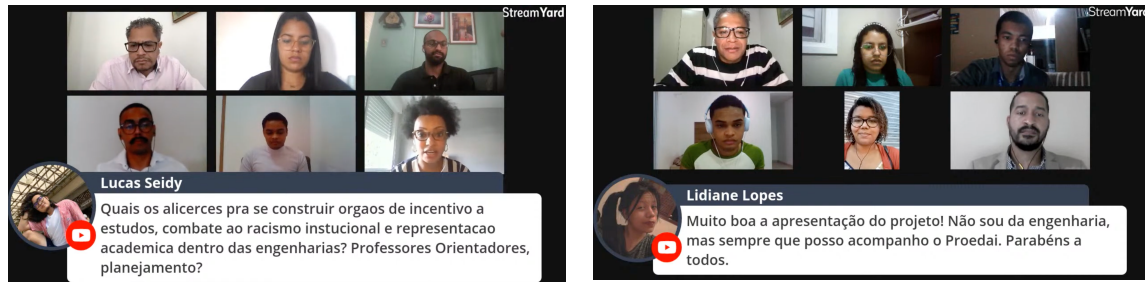 StreamYard
Lucas Seidy
Quais os alicerces pra se construir orgaos de incentivo a
estudos, combate ao racismo instucional e representacao
academica dentro das engenharias? Professores Orientadores,
planejamento?
StreamYard
Lidiane Lopes
Muito boa a apresentação do projeto! Não sou da engenharia,
mas sempre que posso acompanho o Proedai. Parabéns a
todos.